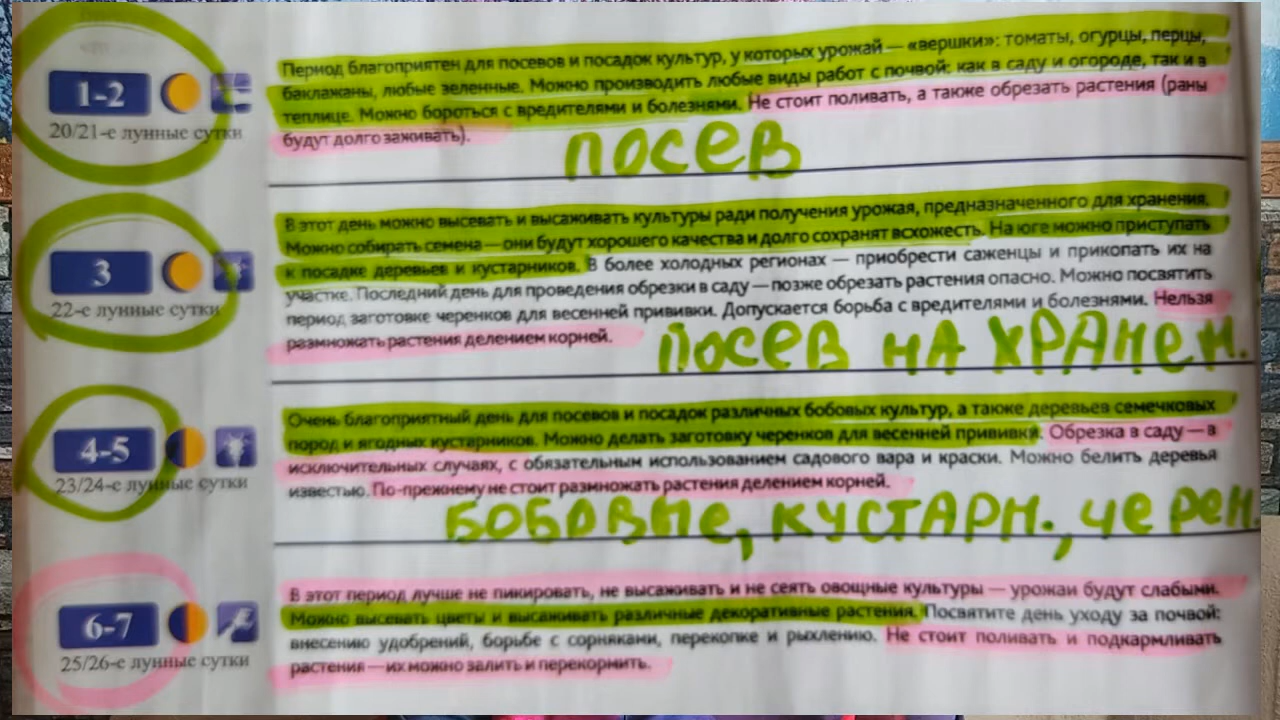 1-2
20/21-е лунные сутки
Период благоприятен для посевов и посадок культур, у которых урожай — «вершки»: томаты, огурцы, перцы,
баклажаны, любые зеленные. Можно производить любые виды работ с почвой: как в саду и огороде, так и в
теплице. Можно бороться с вредителями и болезнями. Не стоит поливать, а также обрезать растения (раны
будут долго заживать).
ПОСЕВ
3
22-е лунные сутки
В этот день можно высевать и высаживать культуры ради получения урожая, предназначенного для хранения.
Можно собирать семена — они будут хорошего качества и долго сохранят всхожесть. На юге можно приступать
к посадке деревьев и кустарников. В более холодных регионах — приобрести саженцы и прикопать их на
участке. Последний день для проведения обрезки в саду — позже обрезать растения опасно. Можно посвятить
период заготовке черенков для весенней прививки. Допускается борьба с вредителями и болезнями. Нельзя
размножать растения делением корней.
ПОСЕВ НА ХРАНЕН.
4-5
23/24-е лунные сутки
Очень благоприятный день для посевов и посадок различных бобовых культур, а также деревьев семечковых
пород и ягодных кустарников. Можно делать заготовку черенков для весенней прививки. Обрезка в саду — в
исключительных случаях, с обязательным использованием садового вара и краски. Можно белить деревья
известью. По-прежнему не стоит размножать растения делением корней.
БОБОВЫЕ, КУСТАРН., ЧЕРЕН.
6-7
25/26-е лунные сутки
В этот период лучше не пикировать, не высаживать и не сеять овощные культуры — урожаи будут слабыми.
Можно высевать цветы и высаживать различные декоративные растения. Посвятите день уходу за почвой:
внесению удобрений, борьбе с сорняками, перекопке и рыхлению. Не стоит поливать и подкармливать
растения — их можно залить и перекормить.